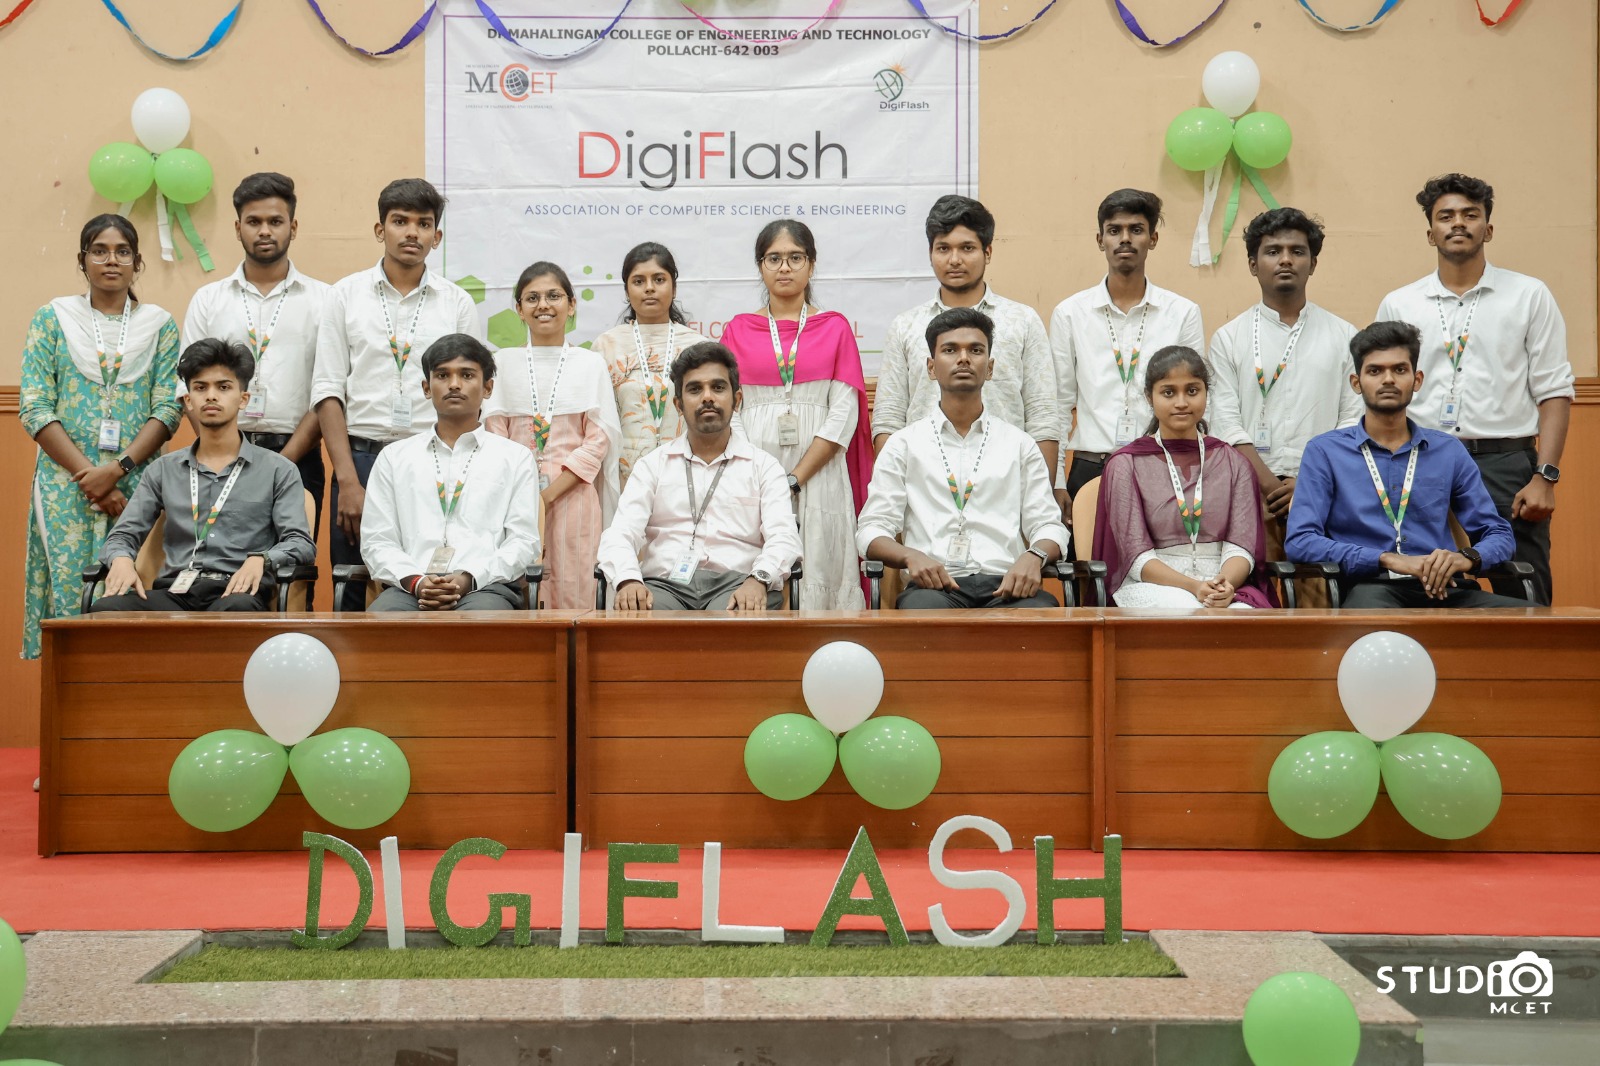 Dr.MAHALINGAM COLLEGE OF ENGINEERING AND TECHNOLOGY
POLLACHI-642 003
MCET
DigiFlash
DigiFlash
ASSOCIATION OF COMPUTER SCIENCE & ENGINEERING
DIGIFLASH
STUDIO
MCET